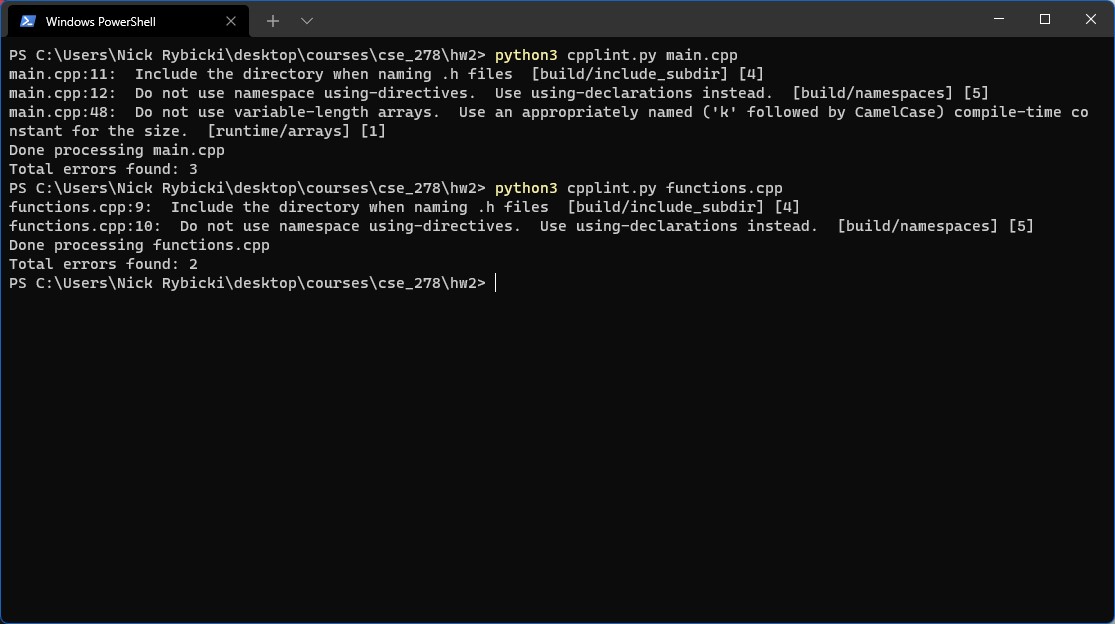 Windows PowerShell
PS C:\Users\Nick Rybicki\desktop\courses\cse_278\hw2> python3 cpplint.py main.cpp
main.cpp:11:  Include the directory when naming .h files  [build/include_subdir] [4]
main.cpp:12:  Do not use namespace using-directives.  Use using-declarations instead.  [build/namespaces] [5]
main.cpp:48:  Do not use variable-length arrays.  Use an appropriately named ('k' followed by CamelCase) compile-time co
nstant for the size.  [runtime/arrays] [1]
Done processing main.cpp
Total errors found: 3
PS C:\Users\Nick Rybicki\desktop\courses\cse_278\hw2> python3 cpplint.py functions.cpp
functions.cpp:9:  Include the directory when naming .h files  [build/include_subdir] [4]
functions.cpp:10:  Do not use namespace using-directives.  Use using-declarations instead.  [build/namespaces] [5]
Done processing functions.cpp
Total errors found: 2
PS C:\Users\Nick Rybicki\desktop\courses\cse_278\hw2>